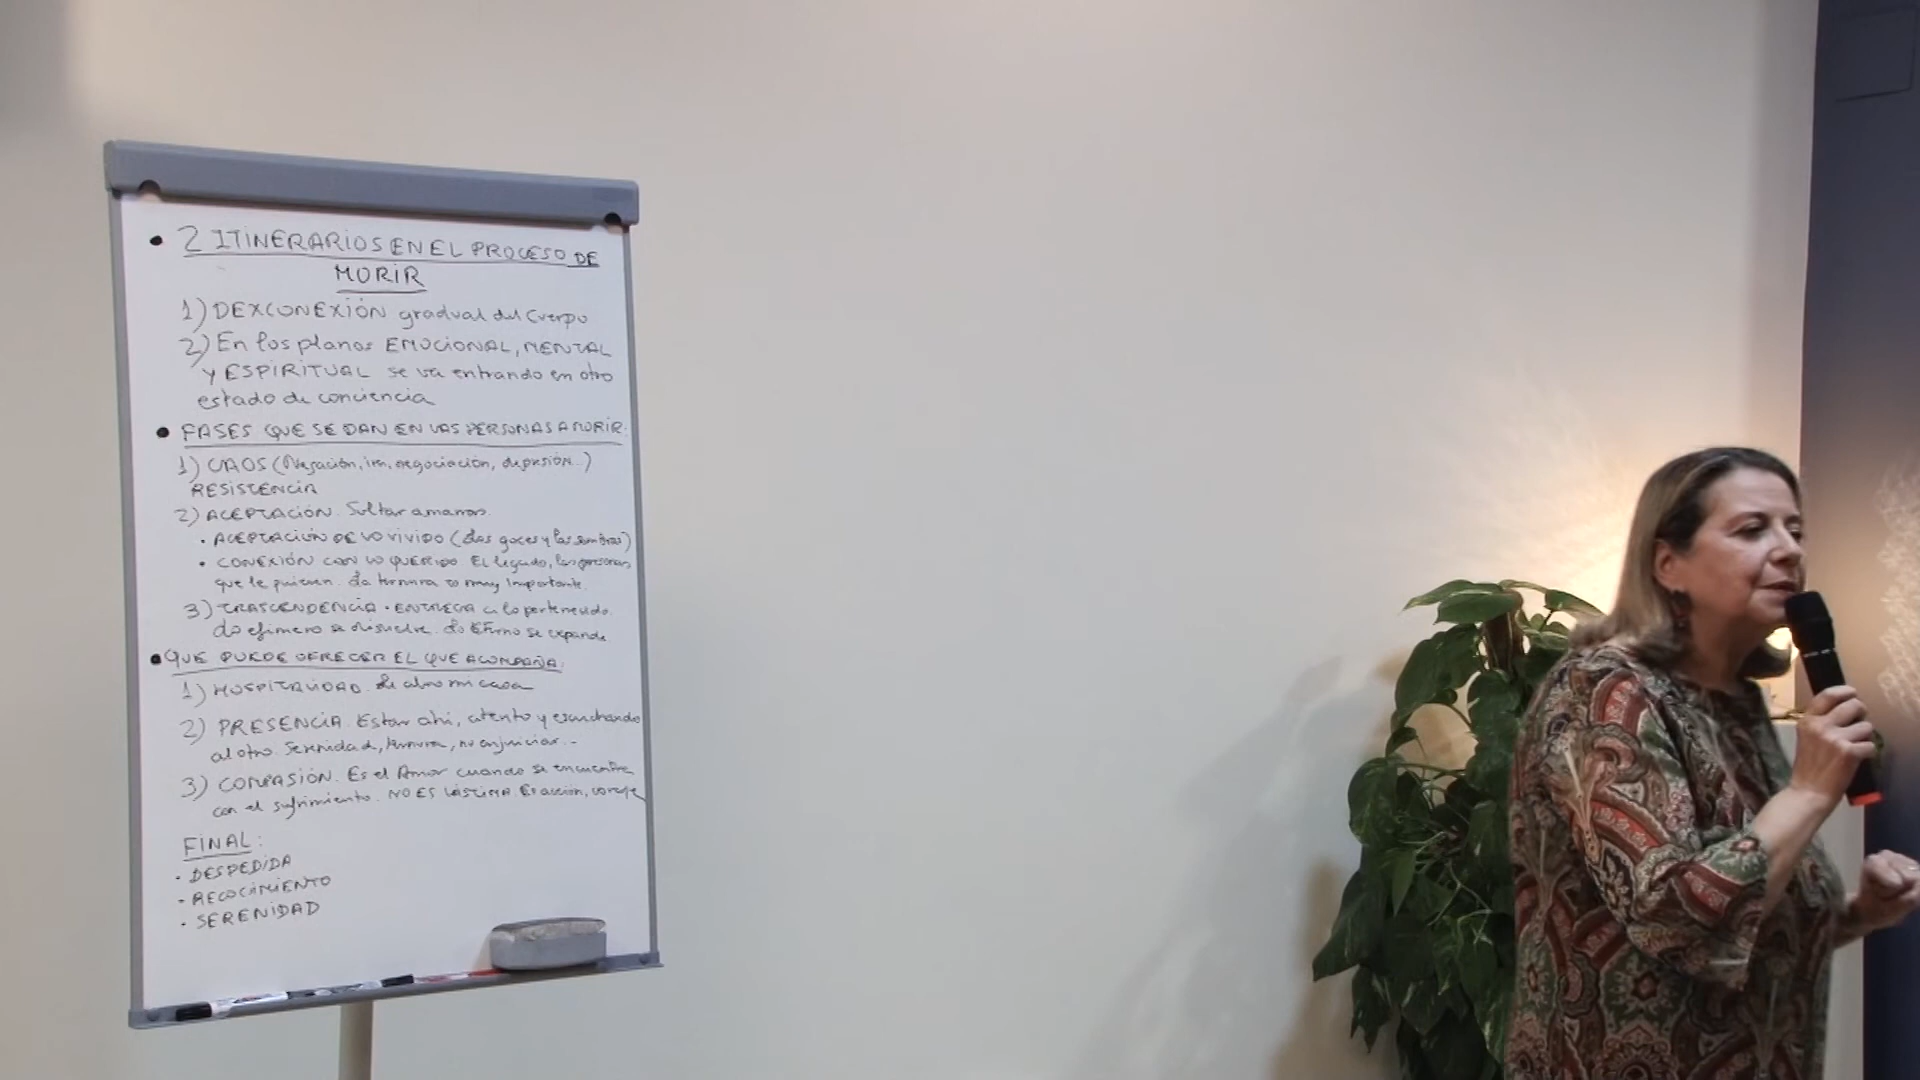 • 2 ITINERARIOS EN EL PROCESO DE
MORIR
1) DEXCONEXIÓN gradual del Cuerpo
2) En los planos EMOCIONAL, MENTAL
y ESPIRITUAL se va entrando en otro
estado de conciencia
• FASES QUE SE DAN EN LAS PERSONAS A MORIR:
1) CAOS (Negación, ira, negociación, depresión..)
RESISTENCIA
2) ACEPTACIÓN. Soltar amarras.
• ACEPTACIÓN DE LO VIVIDO (Los goces y las sombras)
• CONEXIÓN CON LO QUERIDO. El legado, las personas
que le quieren. La ternura es muy importante.
3) TRASCENDENCIA • ENTREGA a lo pertenecido.
Lo efímero se disuelve. Lo Eterno se expande
• QUE PUEDE OFRECER EL QUE ACOMPAÑA:
1) HOSPITALIDAD. Le abro mi casa
2) PRESENCIA. Estar ahí, atento y escuchando
al otro. Serenidad, ternura, no enjuiciar. -
3) COMPASIÓN. Es el Amor cuando se encuentra
con el sufrimiento. NO ES LÁSTIMA. Es acción, coraje
FINAL:
• DESPEDIDA
• RECOCIMIENTO
• SERENIDAD